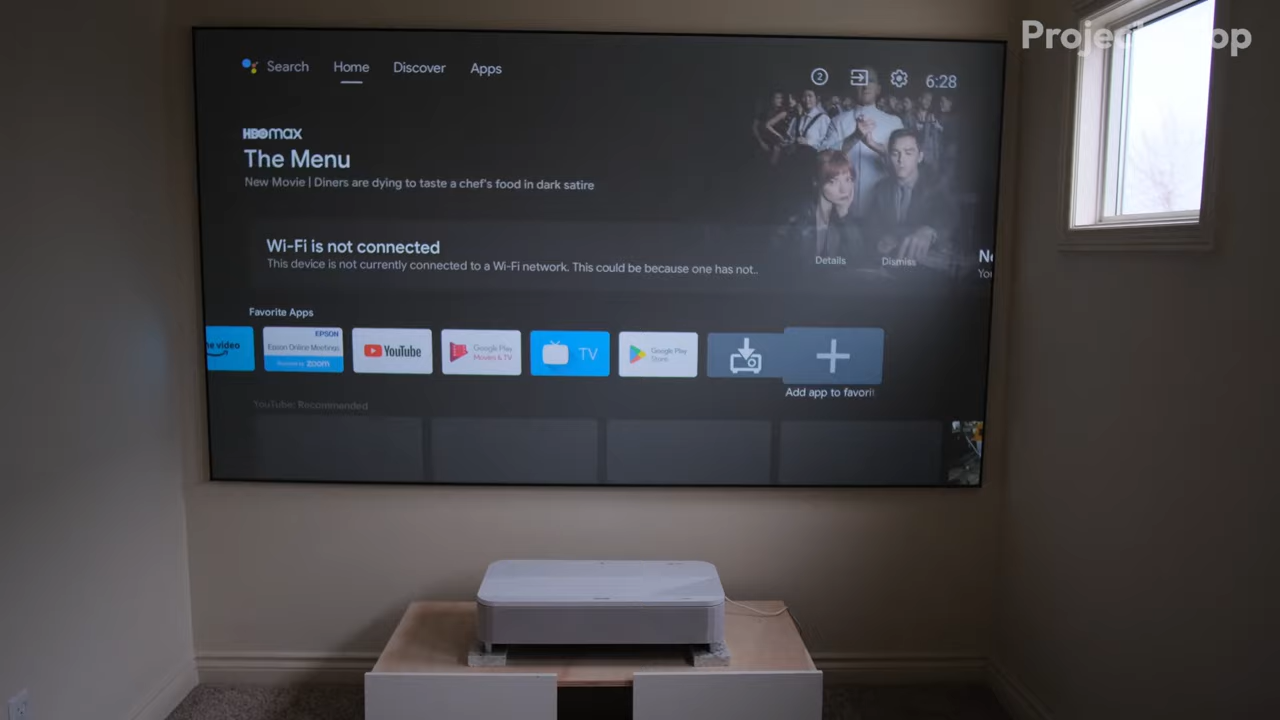 Search Home Discover Apps
2 6:28
HBOmax
The Menu
New Movie | Diners are dying to taste a chef's food in dark satire
Wi-Fi is not connected
This device is not currently connected to a Wi-Fi network. This could be because one has not..
Details Dismiss
Favorite Apps
video
EPSON
Epson Online Meetings
zoom
YouTube
Google Play
Movies & TV
TV
Google Play
Store
Add app to favori
YouTube: Recommended